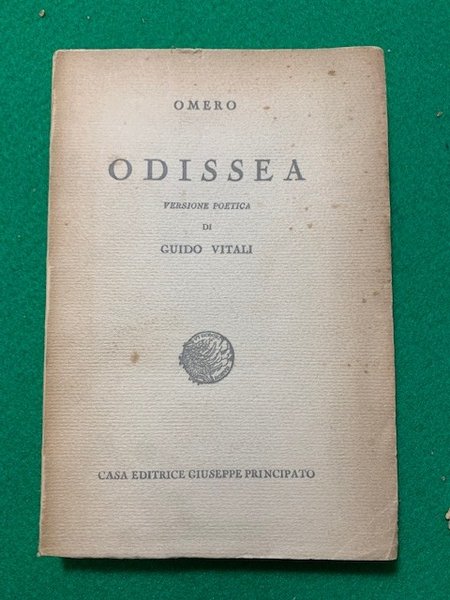 OMERO
ODISSEA
VERSIONE POETICA
DI
GUIDO VITALI
CASA EDITRICE GIUSEPPE PRINCIPATO